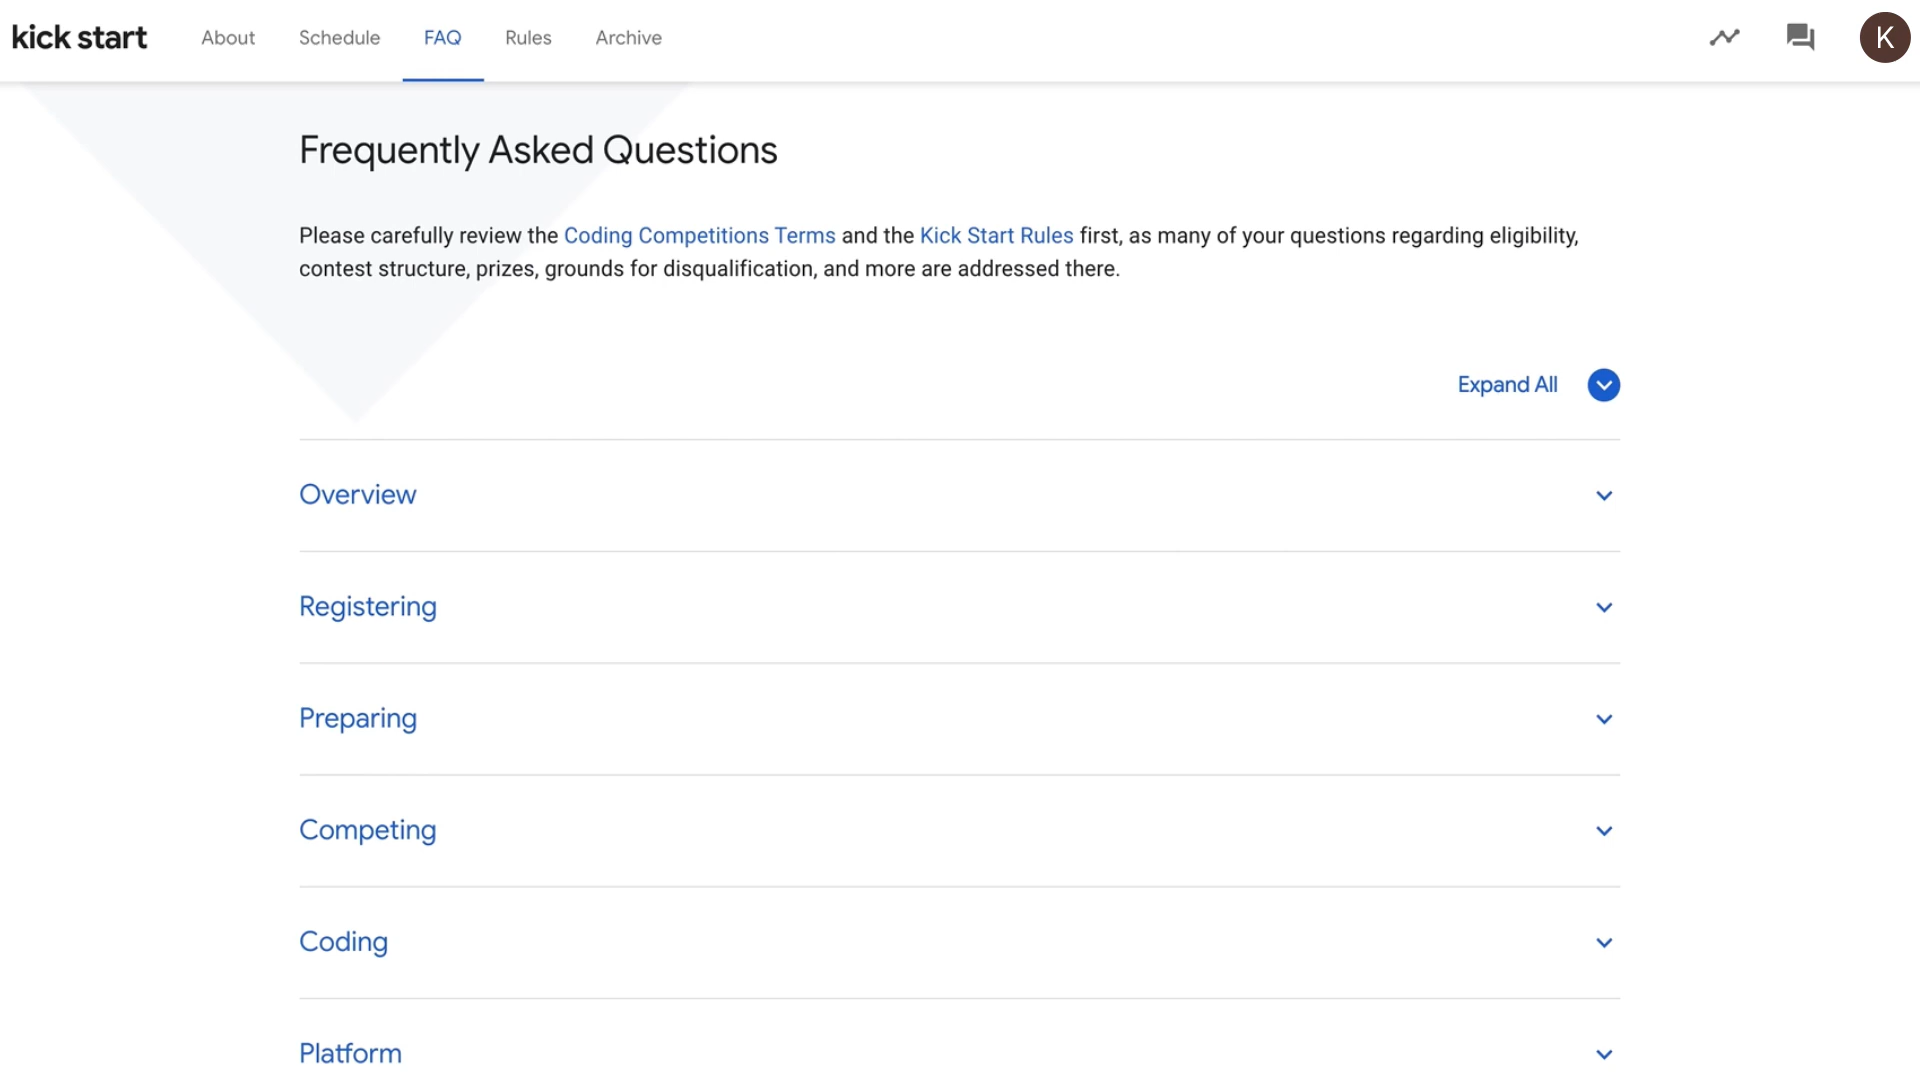 kick start
About
Schedule
FAQ
Rules
Archive
K
Frequently Asked Questions
Please carefully review the Coding Competitions Terms and the Kick Start Rules first, as many of your questions regarding eligibility,
contest structure, prizes, grounds for disqualification, and more are addressed there.
Expand All
Overview
Registering
Preparing
Competing
Coding
Platform